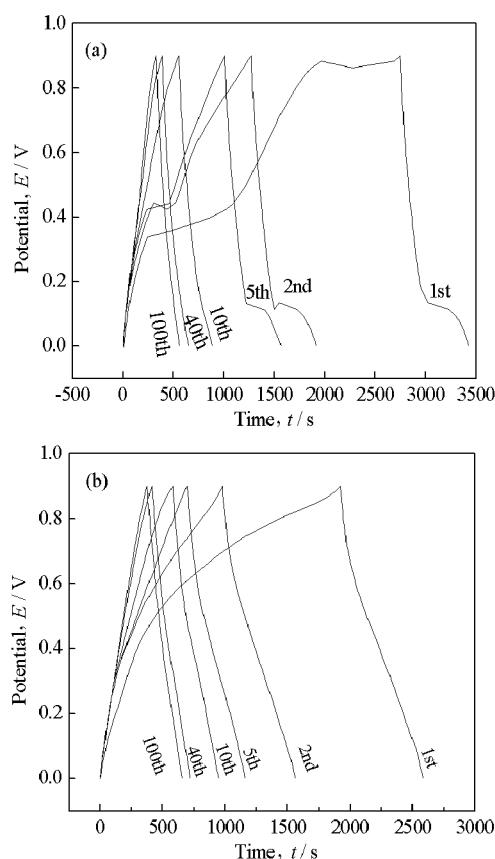 (a)
1.0
0.8
0.6
0.4
0.2
0.0
Potential, E / V
100th
40th
10th
5th
2nd
1st
-500 0 500 1000 1500 2000 2500 3000 3500
Time, t / s
(b)
1.0
0.8
0.6
0.4
0.2
0.0
Potential, E / V
100th
40th
10th
5th
2nd
1st
0 500 1000 1500 2000 2500 3000
Time, t / s